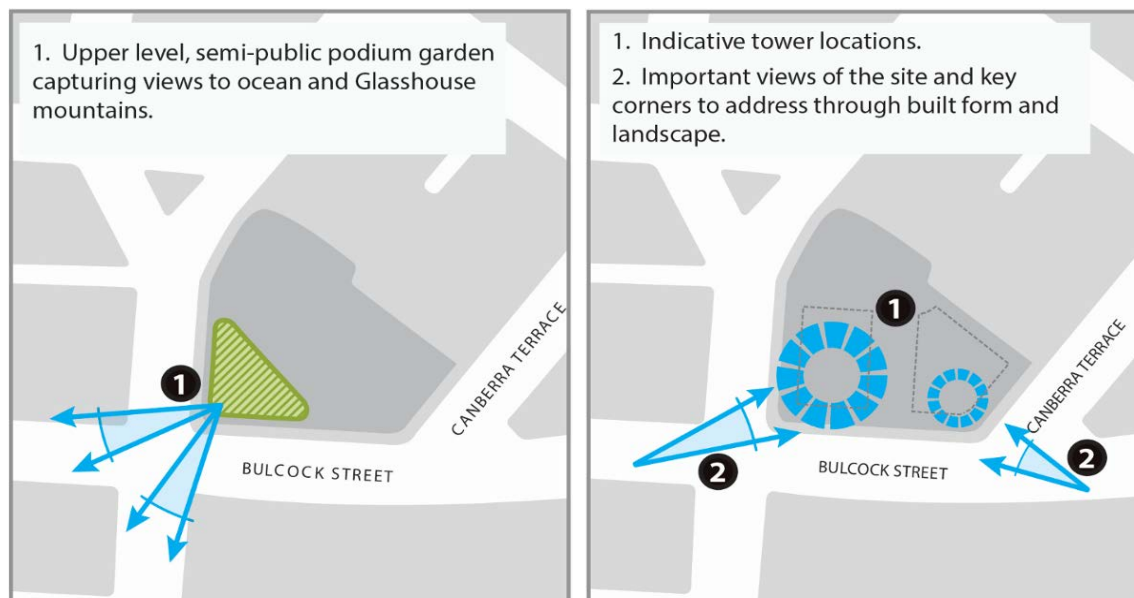 1. Upper level, semi-public podium garden
capturing views to ocean and Glasshouse
mountains.
1
CANBERRA TERRACE
BULCOCK STREET
1. Indicative tower locations.
2. Important views of the site and key
corners to address through built form and
landscape.
1
CANBERRA TERRACE
2
2
BULCOCK STREET